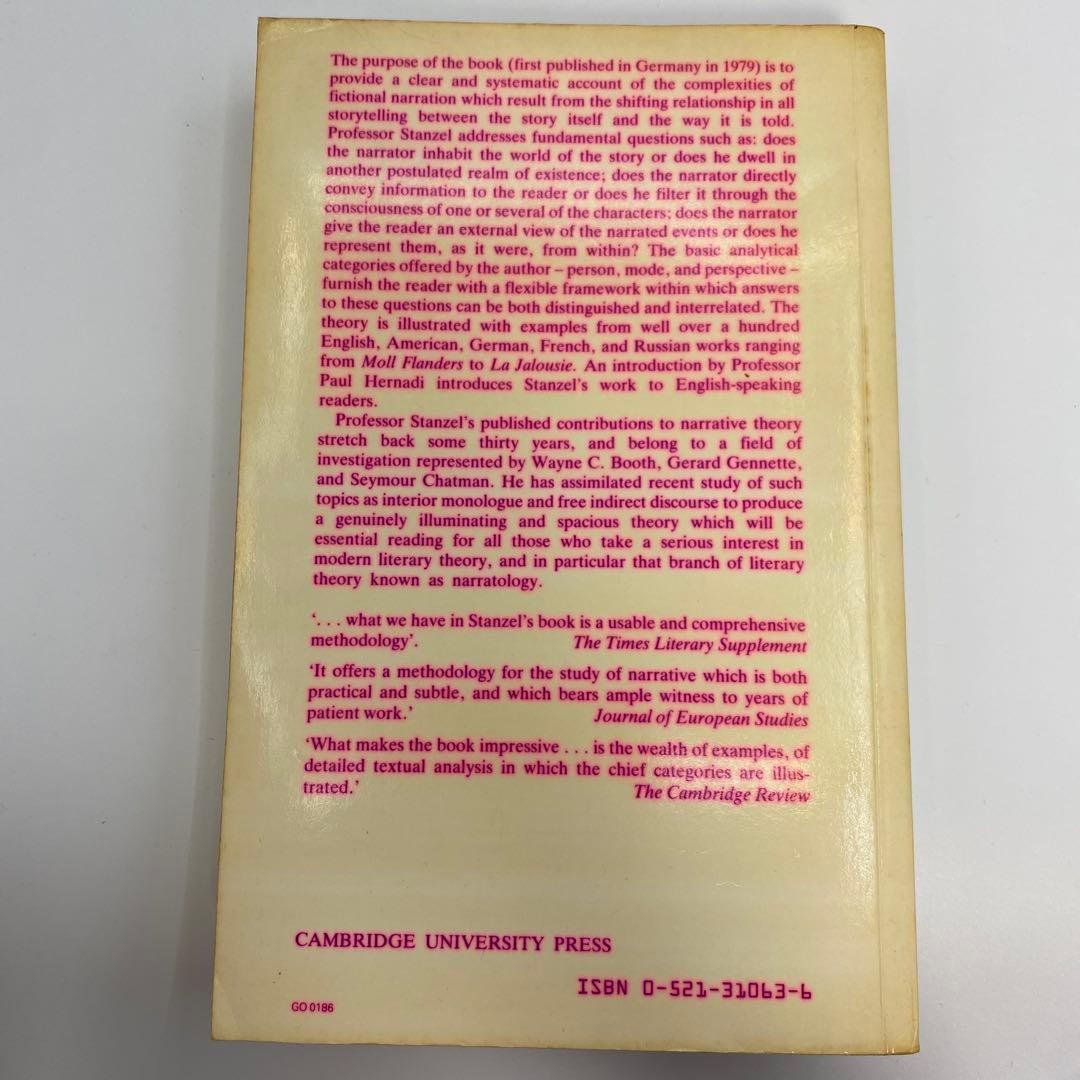 The purpose of the book (first published in Germany in 1979) is to
provide a clear and systematic account of the complexities of
fictional narration which result from the shifting relationship in all
storytelling between the story itself and the way it is told.
Professor Stanzel addresses fundamental questions such as: does
the narrator inhabit the world of the story or does he dwell in
another postulated realm of existence; does the narrator directly
convey information to the reader or does he filter it through the
consciousness of one or several of the characters; does the narrator
give the reader an external view of the narrated events or does he
represent them, as it were, from within? The basic analytical
categories offered by the author – person, mode, and perspective –
furnish the reader with a flexible framework within which answers
to these questions can be both distinguished and interrelated. The
theory is illustrated with examples from well over a hundred
English, American, German, French, and Russian works ranging
from Moll Flanders to La Jalousie. An introduction by Professor
Paul Hernadi introduces Stanzel's work to English-speaking
readers.
Professor Stanzel's published contributions to narrative theory
stretch back some thirty years, and belong to a field of
investigation represented by Wayne C. Booth, Gerard Gennette,
and Seymour Chatman. He has assimilated recent study of such
topics as interior monologue and free indirect discourse to produce
a genuinely illuminating and spacious theory which will be
essential reading for all those who take a serious interest in
modern literary theory, and in particular that branch of literary
theory known as narratology.
'. . . what we have in Stanzel's book is a usable and comprehensive
methodology'. The Times Literary Supplement
'It offers a methodology for the study of narrative which is both
practical and subtle, and which bears ample witness to years of
patient work.' Journal of European Studies
'What makes the book impressive . . . is the wealth of examples, of
detailed textual analysis in which the chief categories are illus-
trated.' The Cambridge Review
CAMBRIDGE UNIVERSITY PRESS
ISBN 0-521-31063-6
GO 0186